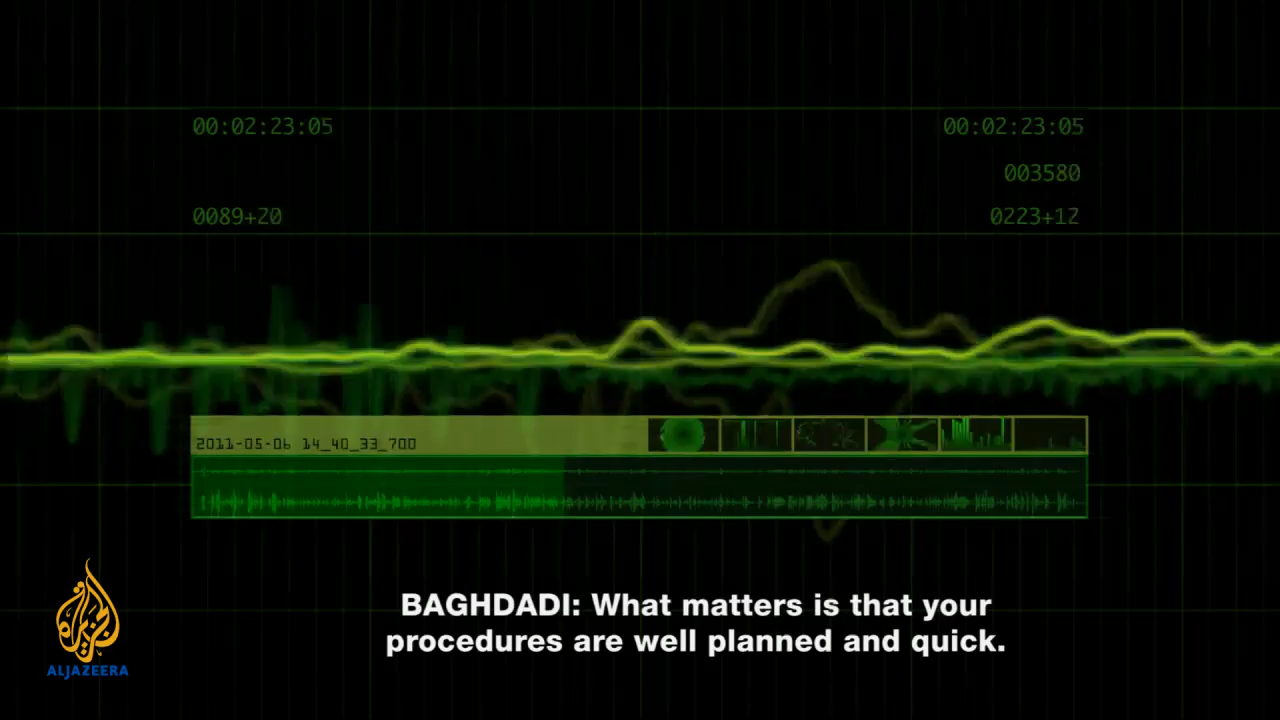 00:02:23:05
00:02:23:05
003580
0089+20
0223+12
2011-05-06 14_40_33_700
BAGHDADI: What matters is that your
procedures are well planned and quick.
الجزيرة
ALJAZEERA